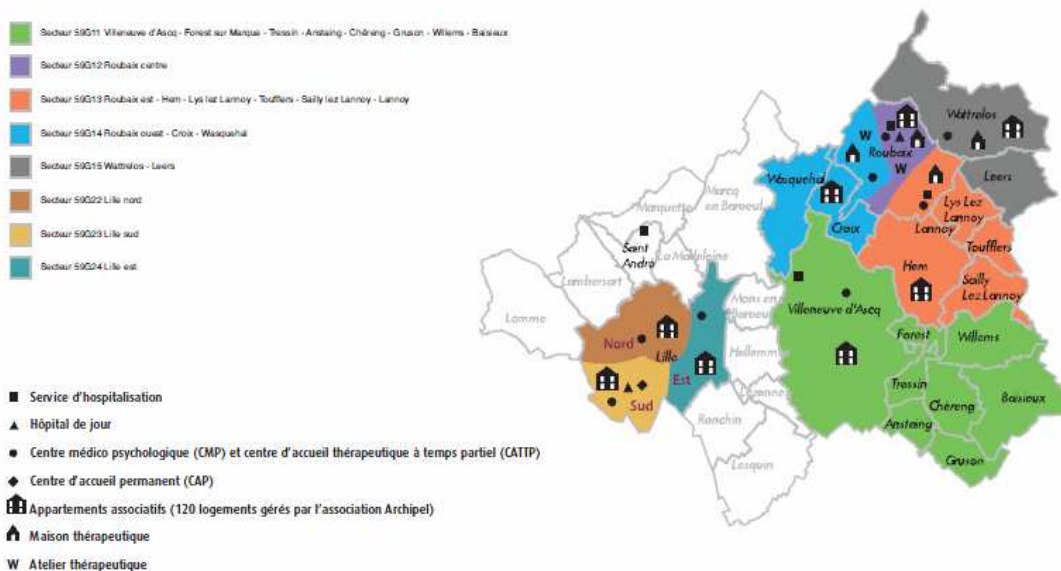 Secteur 59G11 Villeneuve d'Ascq - Forest sur Marque - Tressin - Anstaing - Chéreng - Gruson - Willems - Baisieux
Secteur 59G12 Roubaix centre
Secteur 59G13 Roubaix est - Hem - Lys lez Lannoy - Toufflers - Sailly lez Lannoy - Lannoy
Secteur 59G14 Roubaix ouest - Croix - Wasquehal
Secteur 59G15 Wattrelos - Leers
Secteur 59G22 Lille nord
Secteur 59G23 Lille sud
Secteur 59G24 Lille est
Service d'hospitalisation
Hôpital de jour
Centre médico psychologique (CMP) et centre d'accueil thérapeutique à temps partiel (CATTP)
Centre d'accueil permanent (CAP)
Appartements associatifs (120 logements gérés par l'association Archipel)
Maison thérapeutique
W Atelier thérapeutique
Wattrelos
W
Roubaix
W
Leers
Wasquehal
Marcq
en Baroeul
Marquette
Lys Lez
Lannoy
Lannoy
Croix
Toufflers
Saint
André
La Madeleine
Hem
Sailly
Lez Lannoy
Lambersart
Mons en
Villeneuve d'Ascq
Lomme
Forest
Willems
Nord
Lille
Est
Tressin
Baisieux
Chéreng
Sud
Ronchin
Anstaing
Gruson
Lesquin